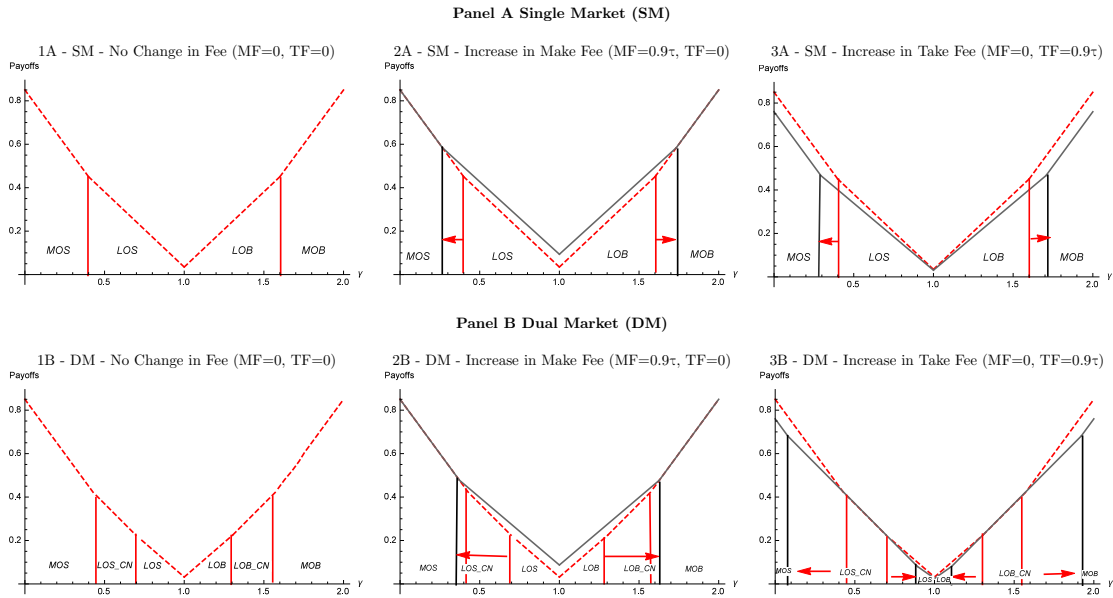 Panel A Single Market (SM)
1A - SM - No Change in Fee (MF=0, TF=0)
2A - SM - Increase in Make Fee (MF=0.9τ, TF=0)
3A - SM - Increase in Take Fee (MF=0, TF=0.9τ)
Payoffs
0.8
0.6
0.4
0.2
MOS
LOS
LOB
MOB
0.5
1.0
1.5
2.0
γ
Payoffs
0.8
0.6
0.4
0.2
MOS
LOS
LOB
MOB
0.5
1.0
1.5
2.0
γ
Payoffs
0.8
0.6
0.4
0.2
MOS
LOS
LOB
MOB
0.5
1.0
1.5
2.0
γ
Panel B Dual Market (DM)
1B - DM - No Change in Fee (MF=0, TF=0)
2B - DM - Increase in Make Fee (MF=0.9τ, TF=0)
3B - DM - Increase in Take Fee (MF=0, TF=0.9τ)
Payoffs
0.8
0.6
0.4
0.2
MOS
LOS_CN
LOS
LOB
LOB_CN
MOB
0.5
1.0
1.5
2.0
γ
Payoffs
0.8
0.6
0.4
0.2
MOS
LOS_CN
LOS
LOB
LOB_CN
MOB
0.5
1.0
1.5
2.0
γ
Payoffs
0.8
0.6
0.4
0.2
MOS
LOS_CN
LOS
LOB
LOB_CN
MOB
0.5
1.0
1.5
2.0
γ